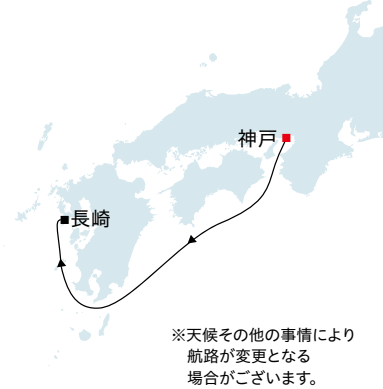 神戸
長崎
※天候その他の事情により
航路が変更となる
場合がございます。